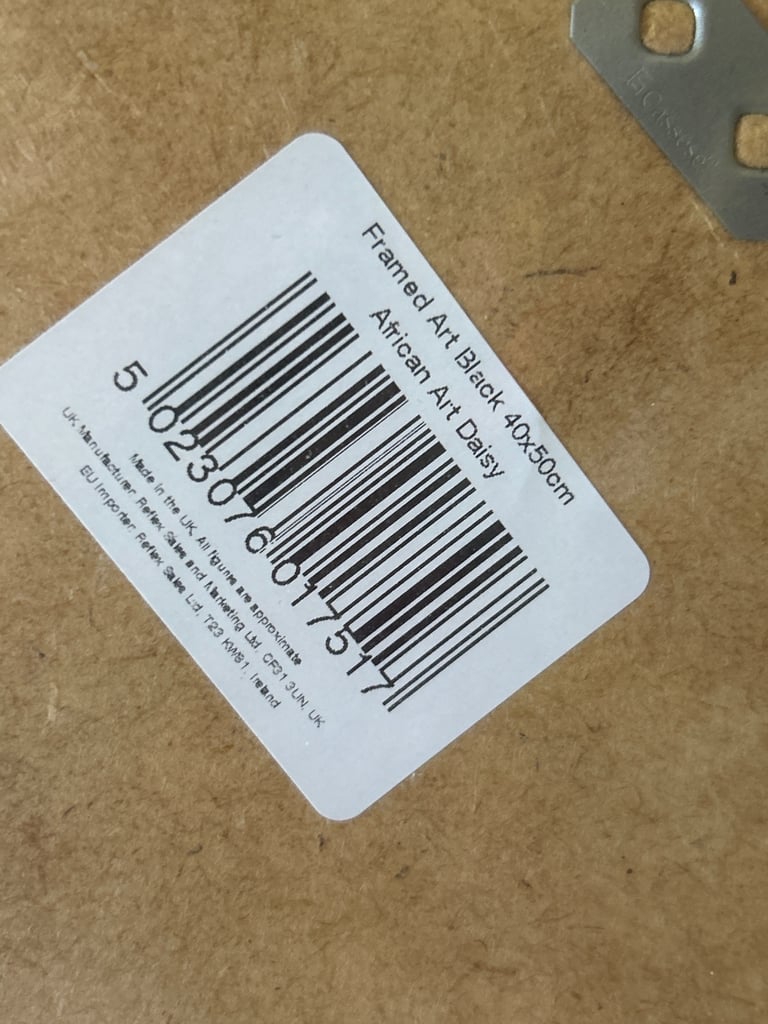 Framed Art Black 40x50cm
African Art Daisy
5 023076 017517
Made in the UK. All figures are approximate
UK Manufacturer. Reflex Sales and Marketing Ltd, CF31 3UN, UK
EU Importer. Reflex Sales Ltd, T23 KW81, Ireland